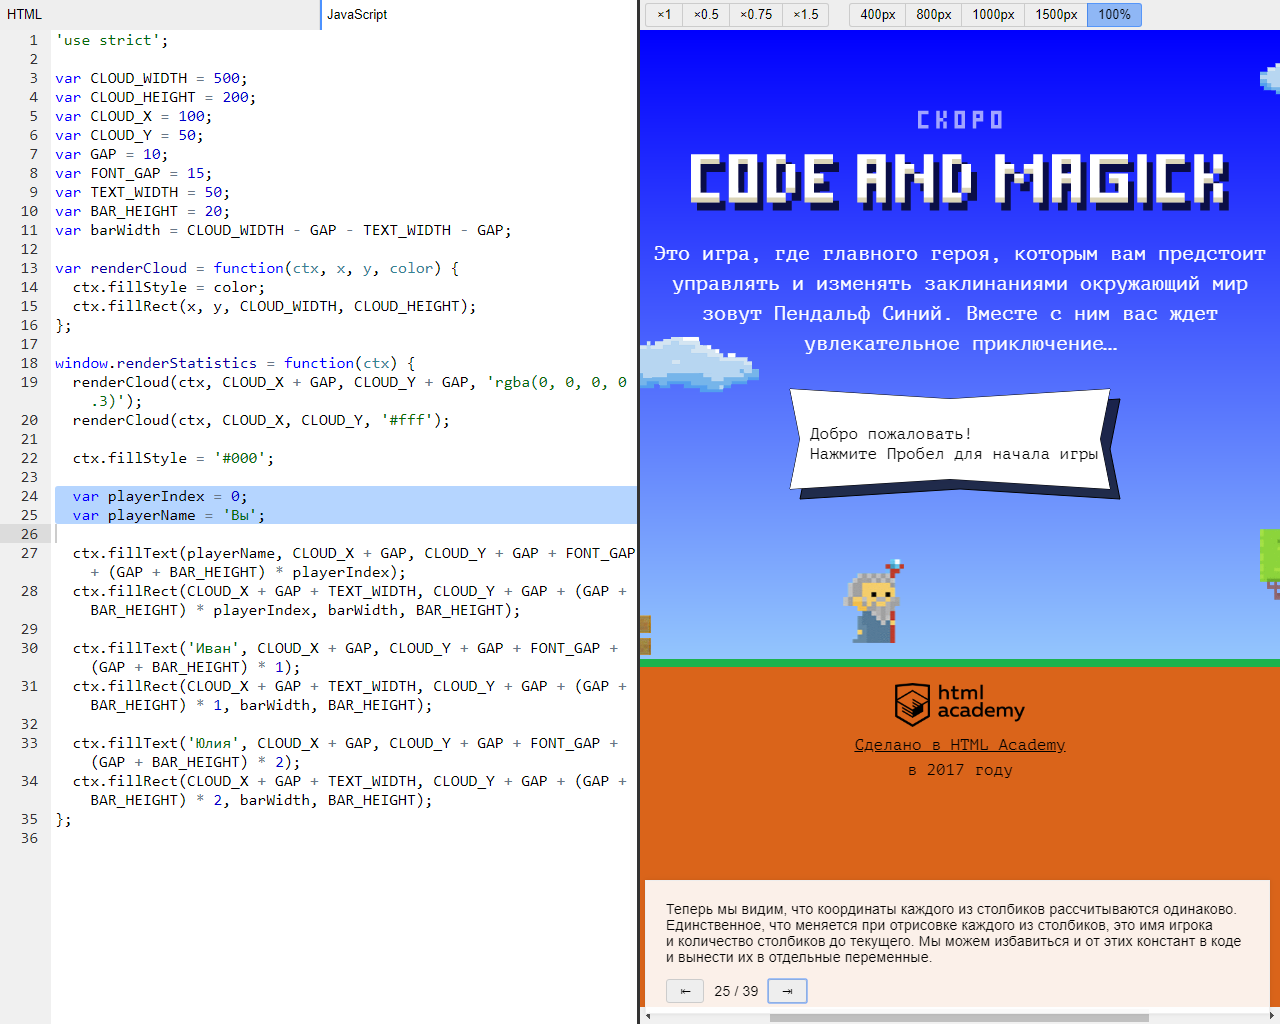 HTML
JavaScript
1 'use strict';
2
3 var CLOUD_WIDTH = 500;
4 var CLOUD_HEIGHT = 200;
5 var CLOUD_X = 100;
6 var CLOUD_Y = 50;
7 var GAP = 10;
8 var FONT_GAP = 15;
9 var TEXT_WIDTH = 50;
10 var BAR_HEIGHT = 20;
11 var barWidth = CLOUD_WIDTH - GAP - TEXT_WIDTH - GAP;
12
13 var renderCloud = function(ctx, x, y, color) {
14 ctx.fillStyle = color;
15 ctx.fillRect(x, y, CLOUD_WIDTH, CLOUD_HEIGHT);
16 };
17
18 window.renderStatistics = function(ctx) {
19 renderCloud(ctx, CLOUD_X + GAP, CLOUD_Y + GAP, 'rgba(0, 0, 0, 0
.3)');
20 renderCloud(ctx, CLOUD_X, CLOUD_Y, '#fff');
21
22 ctx.fillStyle = '#000';
23
24 var playerIndex = 0;
25 var playerName = 'Вы';
26
27 ctx.fillText(playerName, CLOUD_X + GAP, CLOUD_Y + GAP + FONT_GAP
+ (GAP + BAR_HEIGHT) * playerIndex);
28 ctx.fillRect(CLOUD_X + GAP + TEXT_WIDTH, CLOUD_Y + GAP + (GAP +
BAR_HEIGHT) * playerIndex, barWidth, BAR_HEIGHT);
29
30 ctx.fillText('Иван', CLOUD_X + GAP, CLOUD_Y + GAP + FONT_GAP +
(GAP + BAR_HEIGHT) * 1);
31 ctx.fillRect(CLOUD_X + GAP + TEXT_WIDTH, CLOUD_Y + GAP + (GAP +
BAR_HEIGHT) * 1, barWidth, BAR_HEIGHT);
32
33 ctx.fillText('Юлия', CLOUD_X + GAP, CLOUD_Y + GAP + FONT_GAP +
(GAP + BAR_HEIGHT) * 2);
34 ctx.fillRect(CLOUD_X + GAP + TEXT_WIDTH, CLOUD_Y + GAP + (GAP +
BAR_HEIGHT) * 2, barWidth, BAR_HEIGHT);
35 };
36
×1 ×0.5 ×0.75 ×1.5 400px 800px 1000px 1500px 100%
СКОРО
CODE AND MAGICK
Это игра, где главного героя, которым вам предстоит
управлять и изменять заклинаниями окружающий мир
зовут Пендальф Синий. Вместе с ним вас ждет
увлекательное приключение…
Добро пожаловать!
Нажмите Пробел для начала игры
html
academy
Сделано в HTML Academy
в 2017 году
Теперь мы видим, что координаты каждого из столбиков рассчитываются одинаково.
Единственное, что меняется при отрисовке каждого из столбиков, это имя игрока
и количество столбиков до текущего. Мы можем избавиться и от этих констант в коде
и вынести их в отдельные переменные.
⇤ 25 / 39 ⇥